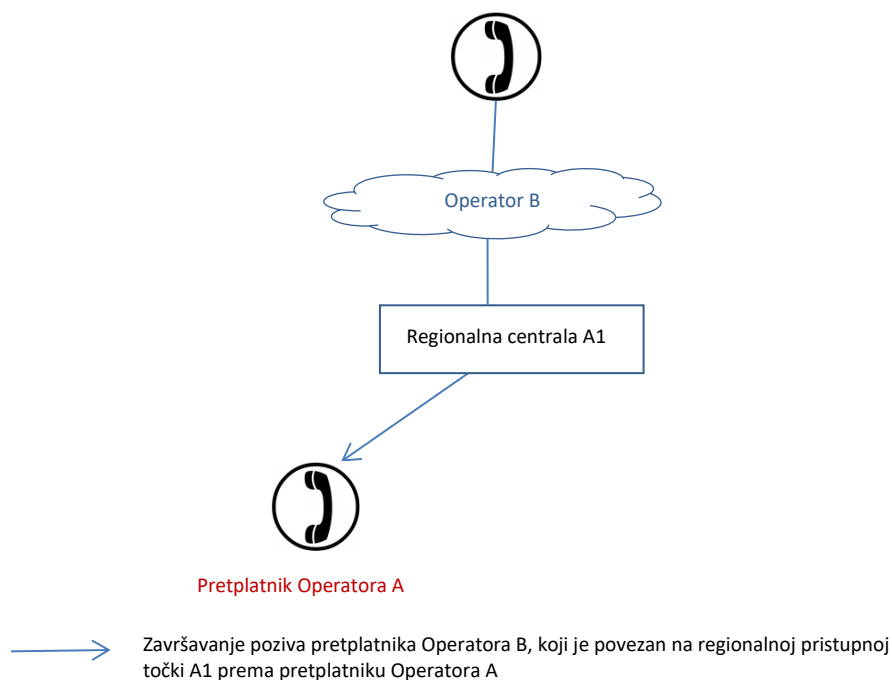 Operator B
Regionalna centrala A1
Pretplatnik Operatora A
Završavanje poziva pretplatnika Operatora B, koji je povezan na regionalnoj pristupnoj
točki A1 prema pretplatniku Operatora A